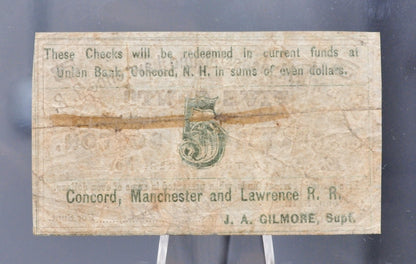 These Checks will be redeemed in current funds at
Union Bank, Concord, N. H. in sums of even dollars.
5
Concord, Manchester and Lawrence R. R.
J. A. GILMORE, Supt.